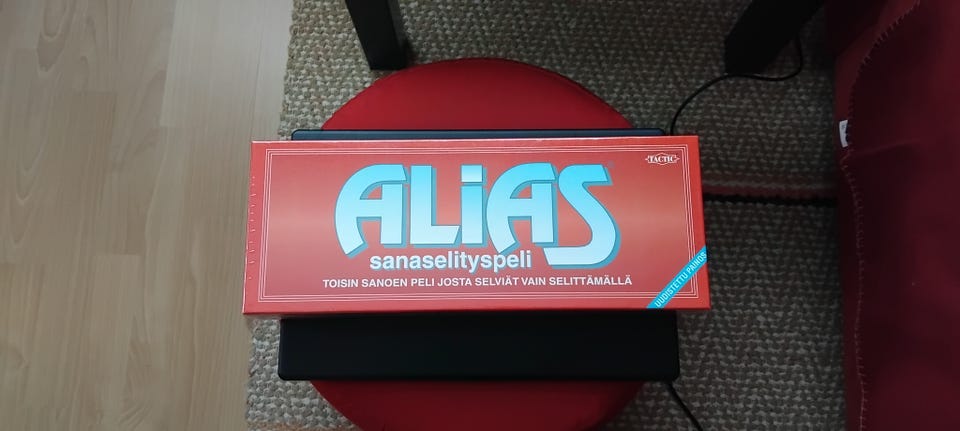 TACTIC
ALiAS
sanaselityspeli
TOISIN SANOEN PELI JOSTA SELVIÄT VAIN SELITTÄMÄLLÄ
UUDISTETTU PAINOS